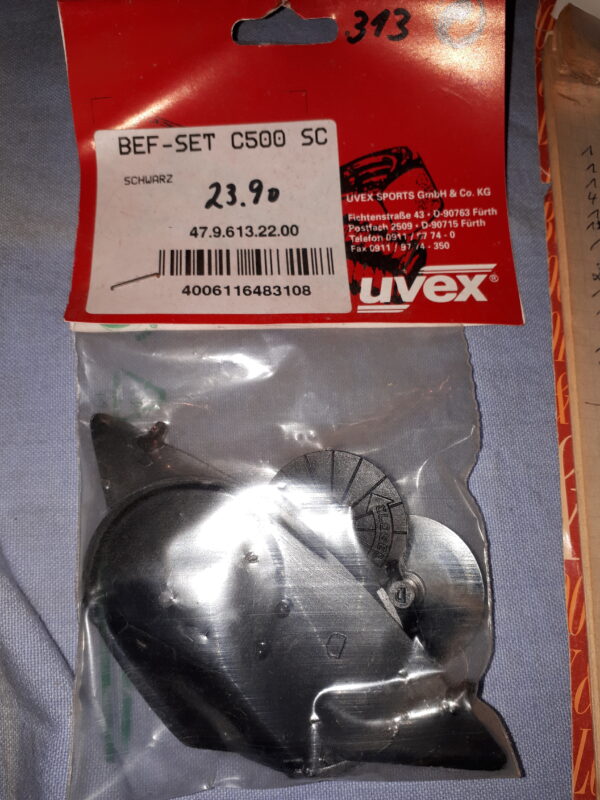 313
BEF-SET C500 SC
SCHWARZ
23.90
47.9.613.22.00
4006116483108
UVEX SPORTS GmbH & Co. KG
Fichtenstraße 43 · D-90763 Fürth
Postfach 2509 · D-90715 Fürth
Telefon 0911 / 97 74 - 0
Fax 0911 / 97 74 - 350
uvex®